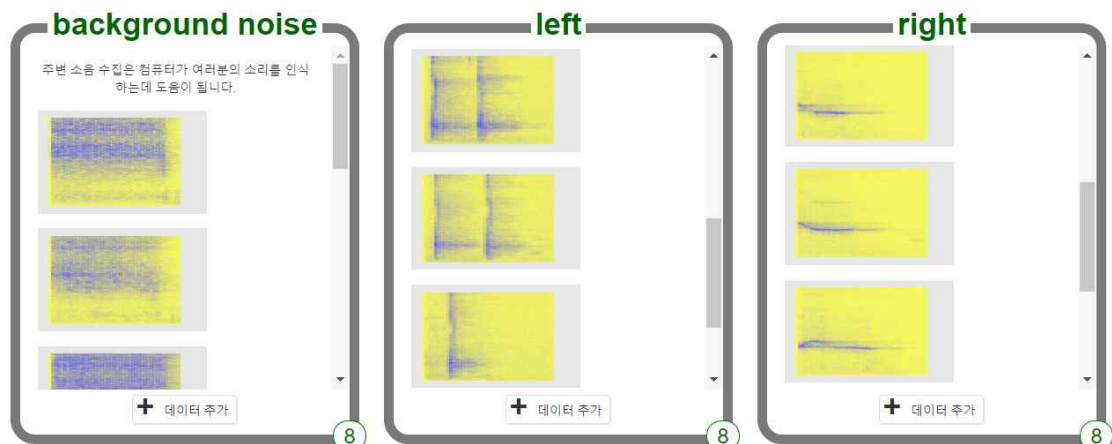 background noise
주변 소음 수집은 컴퓨터가 여러분의 소리를 인식
하는데 도움이 됩니다.
데이터 추가
8
left
데이터 추가
8
right
데이터 추가
8